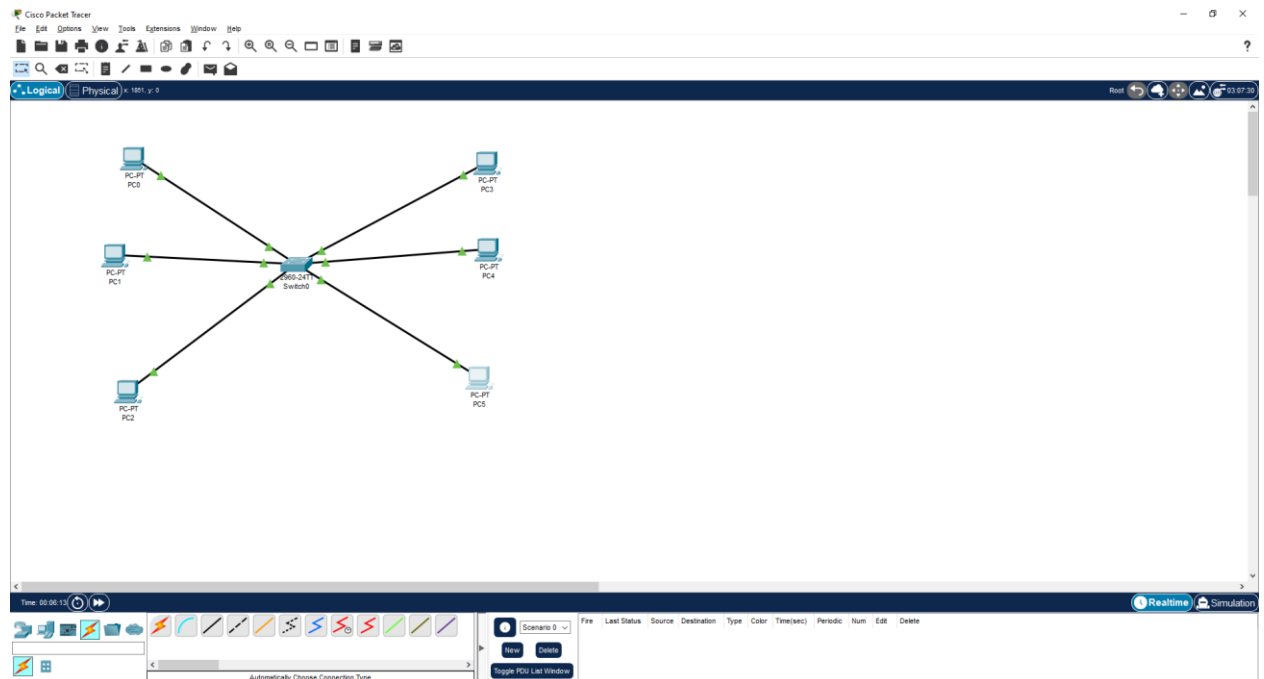 Cisco Packet Tracer
File Edit Options View Tools Extensions Window Help
?
Logical Physical x: 1851, y: 0 Root 03:07:30
PC-PT
PC0
PC-PT
PC3
PC-PT
PC1
PC-PT
PC4
2960-24TT
Switch0
PC-PT
PC2
PC-PT
PC5
Time: 00:06:13 Realtime Simulation
Scenario 0 Fire Last Status Source Destination Type Color Time(sec) Periodic Num Edit Delete
New Delete
Toggle PDU List Window
Automatically Choose Connection Type